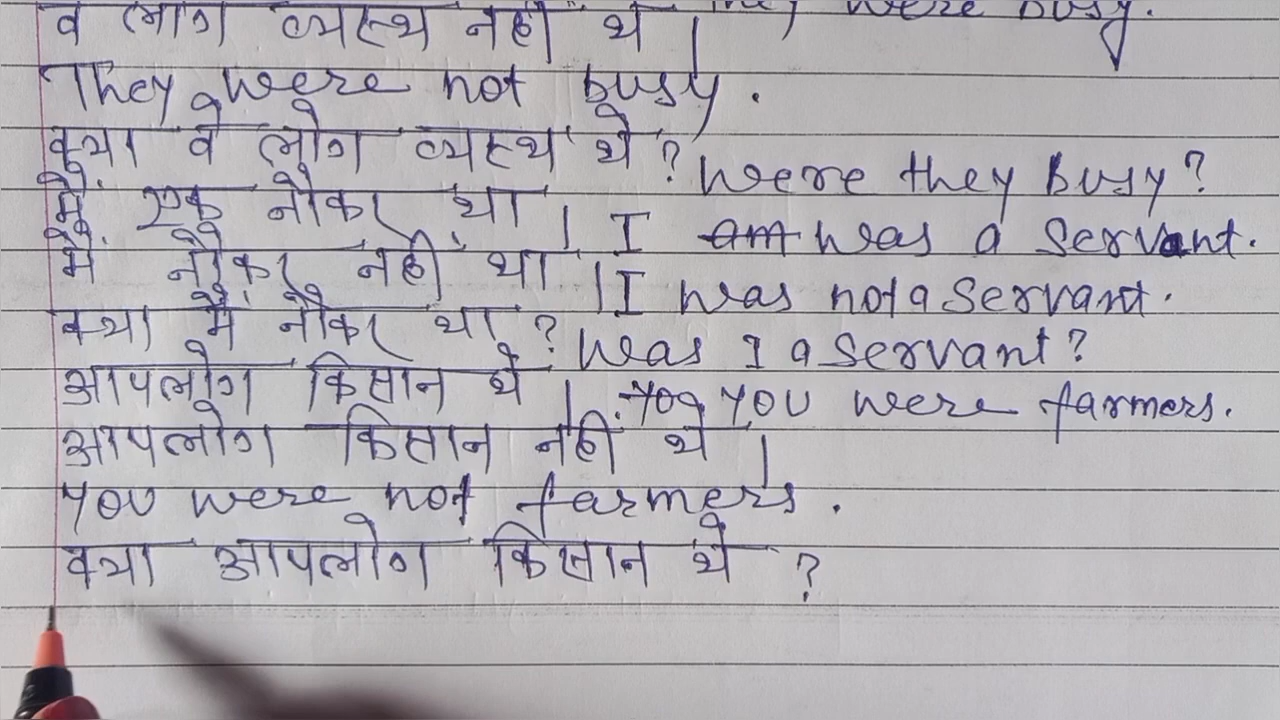 they were busy.
वे लोग व्यस्थ नहीं थे |
They were not busy.
क्या वे लोग व्यस्थ थे ? Were they busy?
मैं एक नौकर था | I am was a servant.
मैं नौकर नहीं था | I was not a servant.
क्या मैं नौकर था ? Was I a servant?
आपलोग किसान थे | . you you were farmers.
आपलोग किसान नहीं थे |
you were not farmers.
क्या आपलोग किसान थे ?